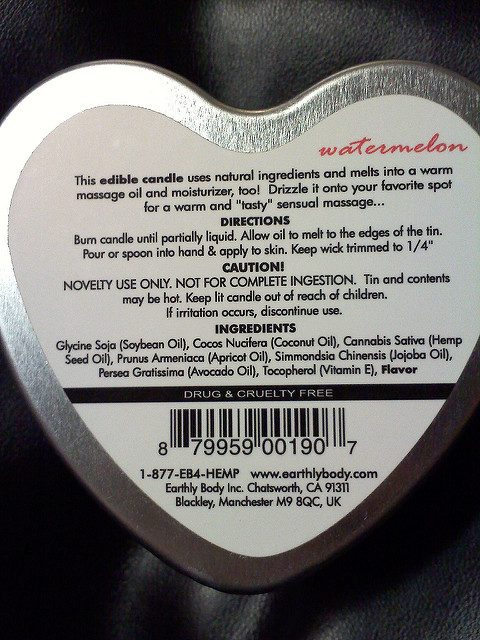 watermelon
This edible candle uses natural ingredients and melts into a warm
massage oil and moisturizer, too! Drizzle it onto your favorite spot
for a warm and "tasty" sensual massage...
DIRECTIONS
Burn candle until partially liquid. Allow oil to melt to the edges of the tin.
Pour or spoon into hand & apply to skin. Keep wick trimmed to 1/4"
CAUTION!
NOVELTY USE ONLY. NOT FOR COMPLETE INGESTION. Tin and contents
may be hot. Keep lit candle out of reach of children.
If irritation occurs, discontinue use.
INGREDIENTS
Glycine Soja (Soybean Oil), Cocos Nucifera (Coconut Oil), Cannabis Sativa (Hemp
Seed Oil), Prunus Armeniaca (Apricot Oil), Simmondsia Chinensis (Jojoba Oil),
Persea Gratissima (Avocado Oil), Tocopherol (Vitamin E), Flavor
DRUG & CRUELTY FREE
8 79959 00190 7
1-877-EB4-HEMP www.earthlybody.com
Earthly Body Inc. Chatsworth, CA 91311
Blackley, Manchester M9 8QC, UK